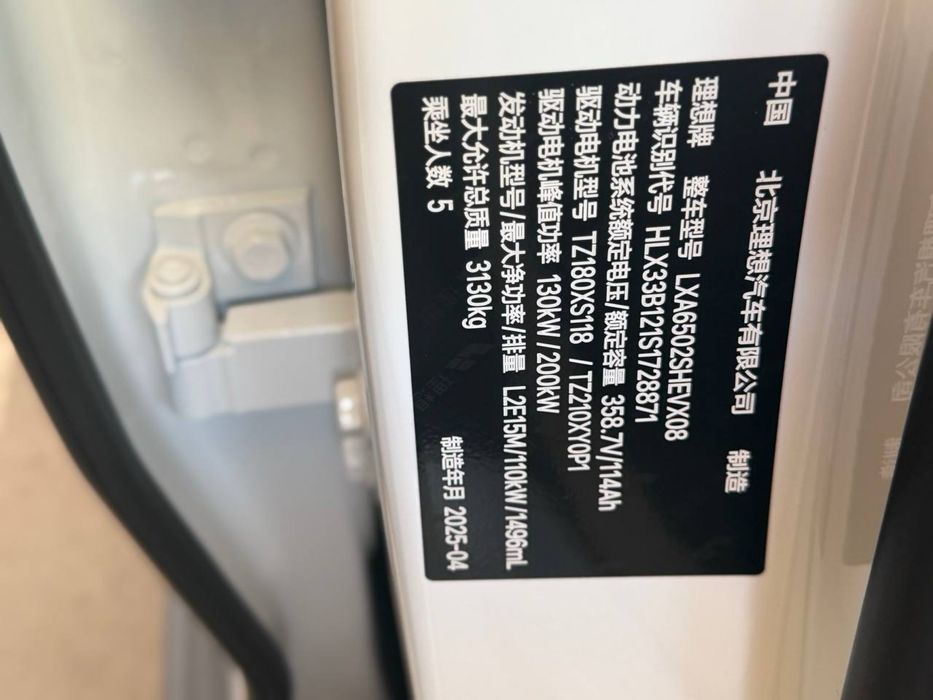 中国 北京理想汽车有限公司 制造
理想牌 整车型号 LXA6502SHEVX08
车辆识别代号 HLX33B121S1728871
动力电池系统额定电压/额定容量 358.7V/114Ah
驱动电机型号 TZ180XS118 /TZ210XY0P1
驱动电机峰值功率 130kW/200kW
发动机型号/最大净功率/排量 L2E15M/110kW/1496mL
最大允许总质量 3130kg
乘坐人数 5 制造年月 2025-04